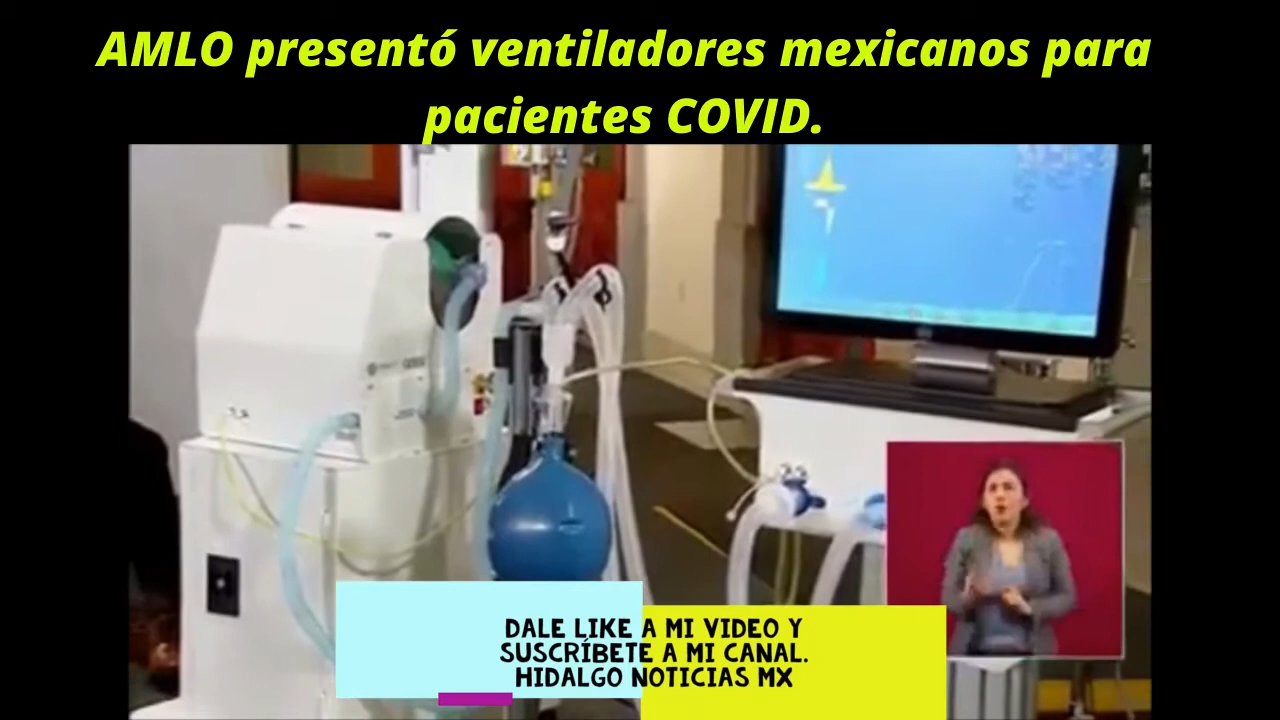 AMLO presentó ventiladores mexicanos para
pacientes COVID.
DALE LIKE A MI VIDEO Y
SUSCRÍBETE A MI CANAL.
HIDALGO NOTICIAS MX